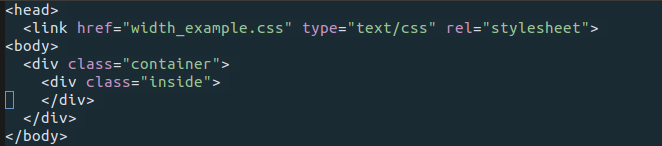 <head>
  <link href="width_example.css" type="text/css" rel="stylesheet">
<body>
  <div class="container">
    <div class="inside">
    </div>
  </div>
</body>